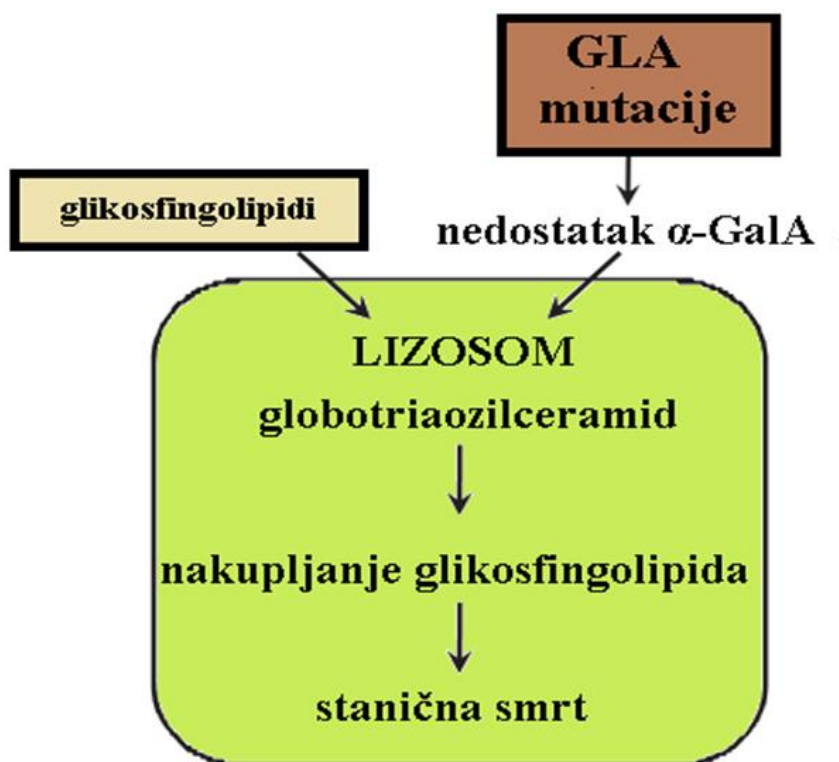 GLA
mutacije
glikosfingolipidi
nedostatak α-GalA
LIZOSOM
globotriaozilceramid
nakupljanje glikosfingolipida
stanična smrt